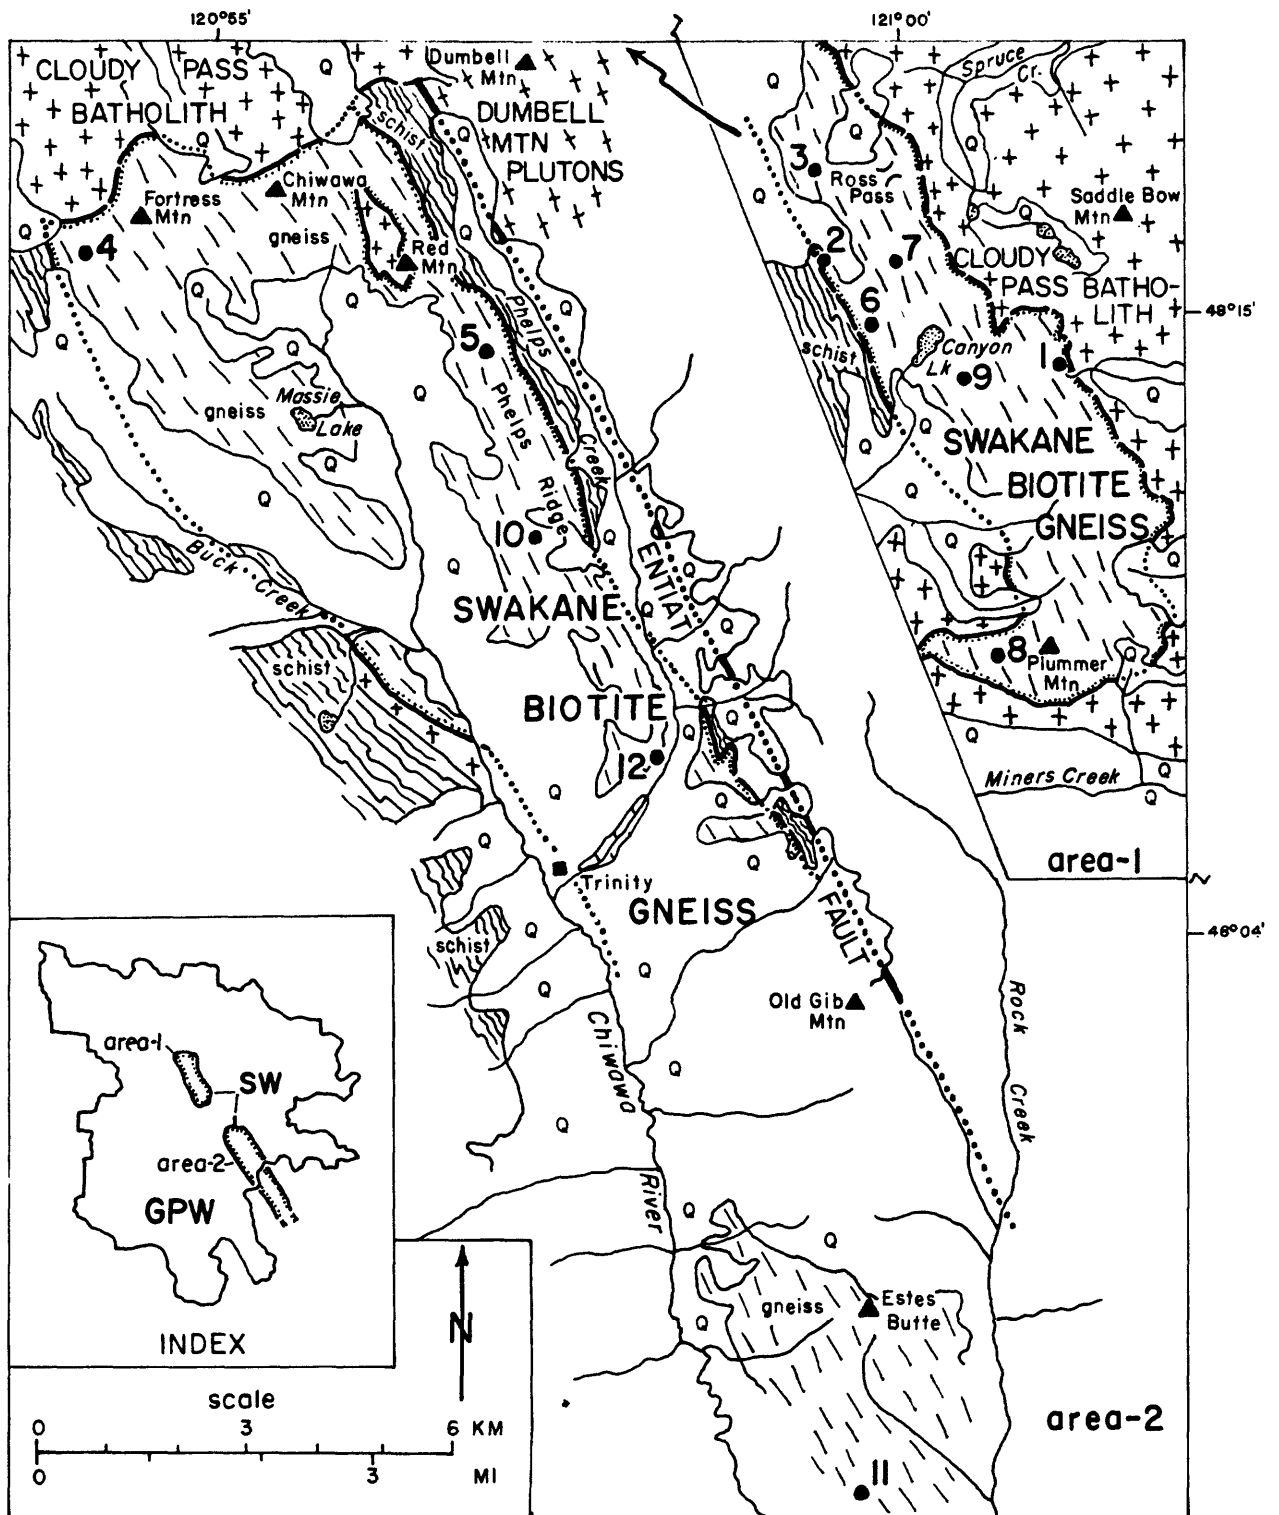 120°55'
121°00'
CLOUDY PASS
BATHOLITH
Q
Q
Q
schist
Dumbell
Mtn
Q
DUMBELL
MTN
PLUTONS
Fortress
Mtn
Chiwawa
Mtn
gneiss
Red
Mtn
4
Q
Q
Q
Q
Phelps
Creek
5
Phelps
Ridge
Massie
Lake
gneiss
Q
Q
Q
Q
Buck Creek
schist
10
Q
SWAKANE
BIOTITE
GNEISS
ENTIAT
FAULT
Q
Q
Q
Q
Q
12
Q
Q
Q
Q
Trinity
schist
Q
Q
Q
Q
Old Gib
Mtn
Chiwawa
River
Q
Q
Q
Q
Q
gneiss
Estes
Butte
Rock
Creek
area-2
11
Q
Q
Spruce
Cr.
Q
3
Ross
Pass
Q
Saddle Bow
Mtn
Q
2
7
CLOUDY
PASS BATHO-
LITH
48°15'
6
schist
Canyon
Lk
9
1
Q
Q
Q
SWAKANE
BIOTITE
GNEISS
Q
Q
8
Plummer
Mtn
Q
Miners Creek
Q
area-1
N
46°04'
area-1
SW
area-2
GPW
INDEX
N
scale
0 3 6 KM
0 3 MI